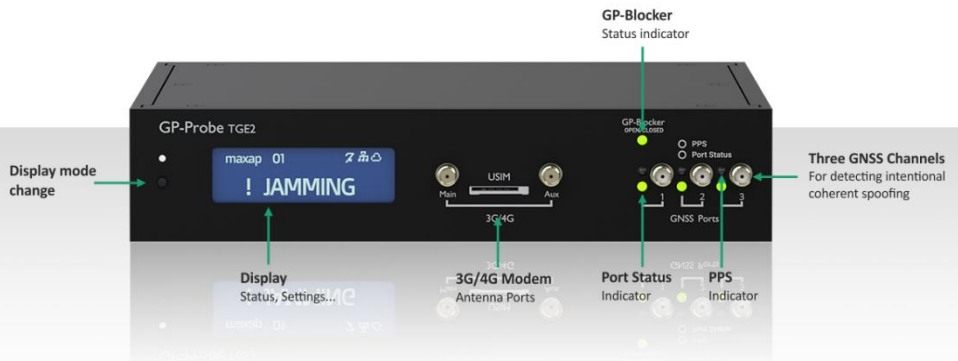 GP-Blocker
Status indicator
GP-Probe TGE2
GP-Blocker
OPEN/CLOSED
PPS
Port Status
maxap 01
! JAMMING
USIM
Main
Aux
3G/4G
1
2
3
GNSS Ports
Display mode
change
Three GNSS Channels
For detecting intentional
coherent spoofing
Display
Status, Settings...
3G/4G Modem
Antenna Ports
Port Status
Indicator
PPS
Indicator